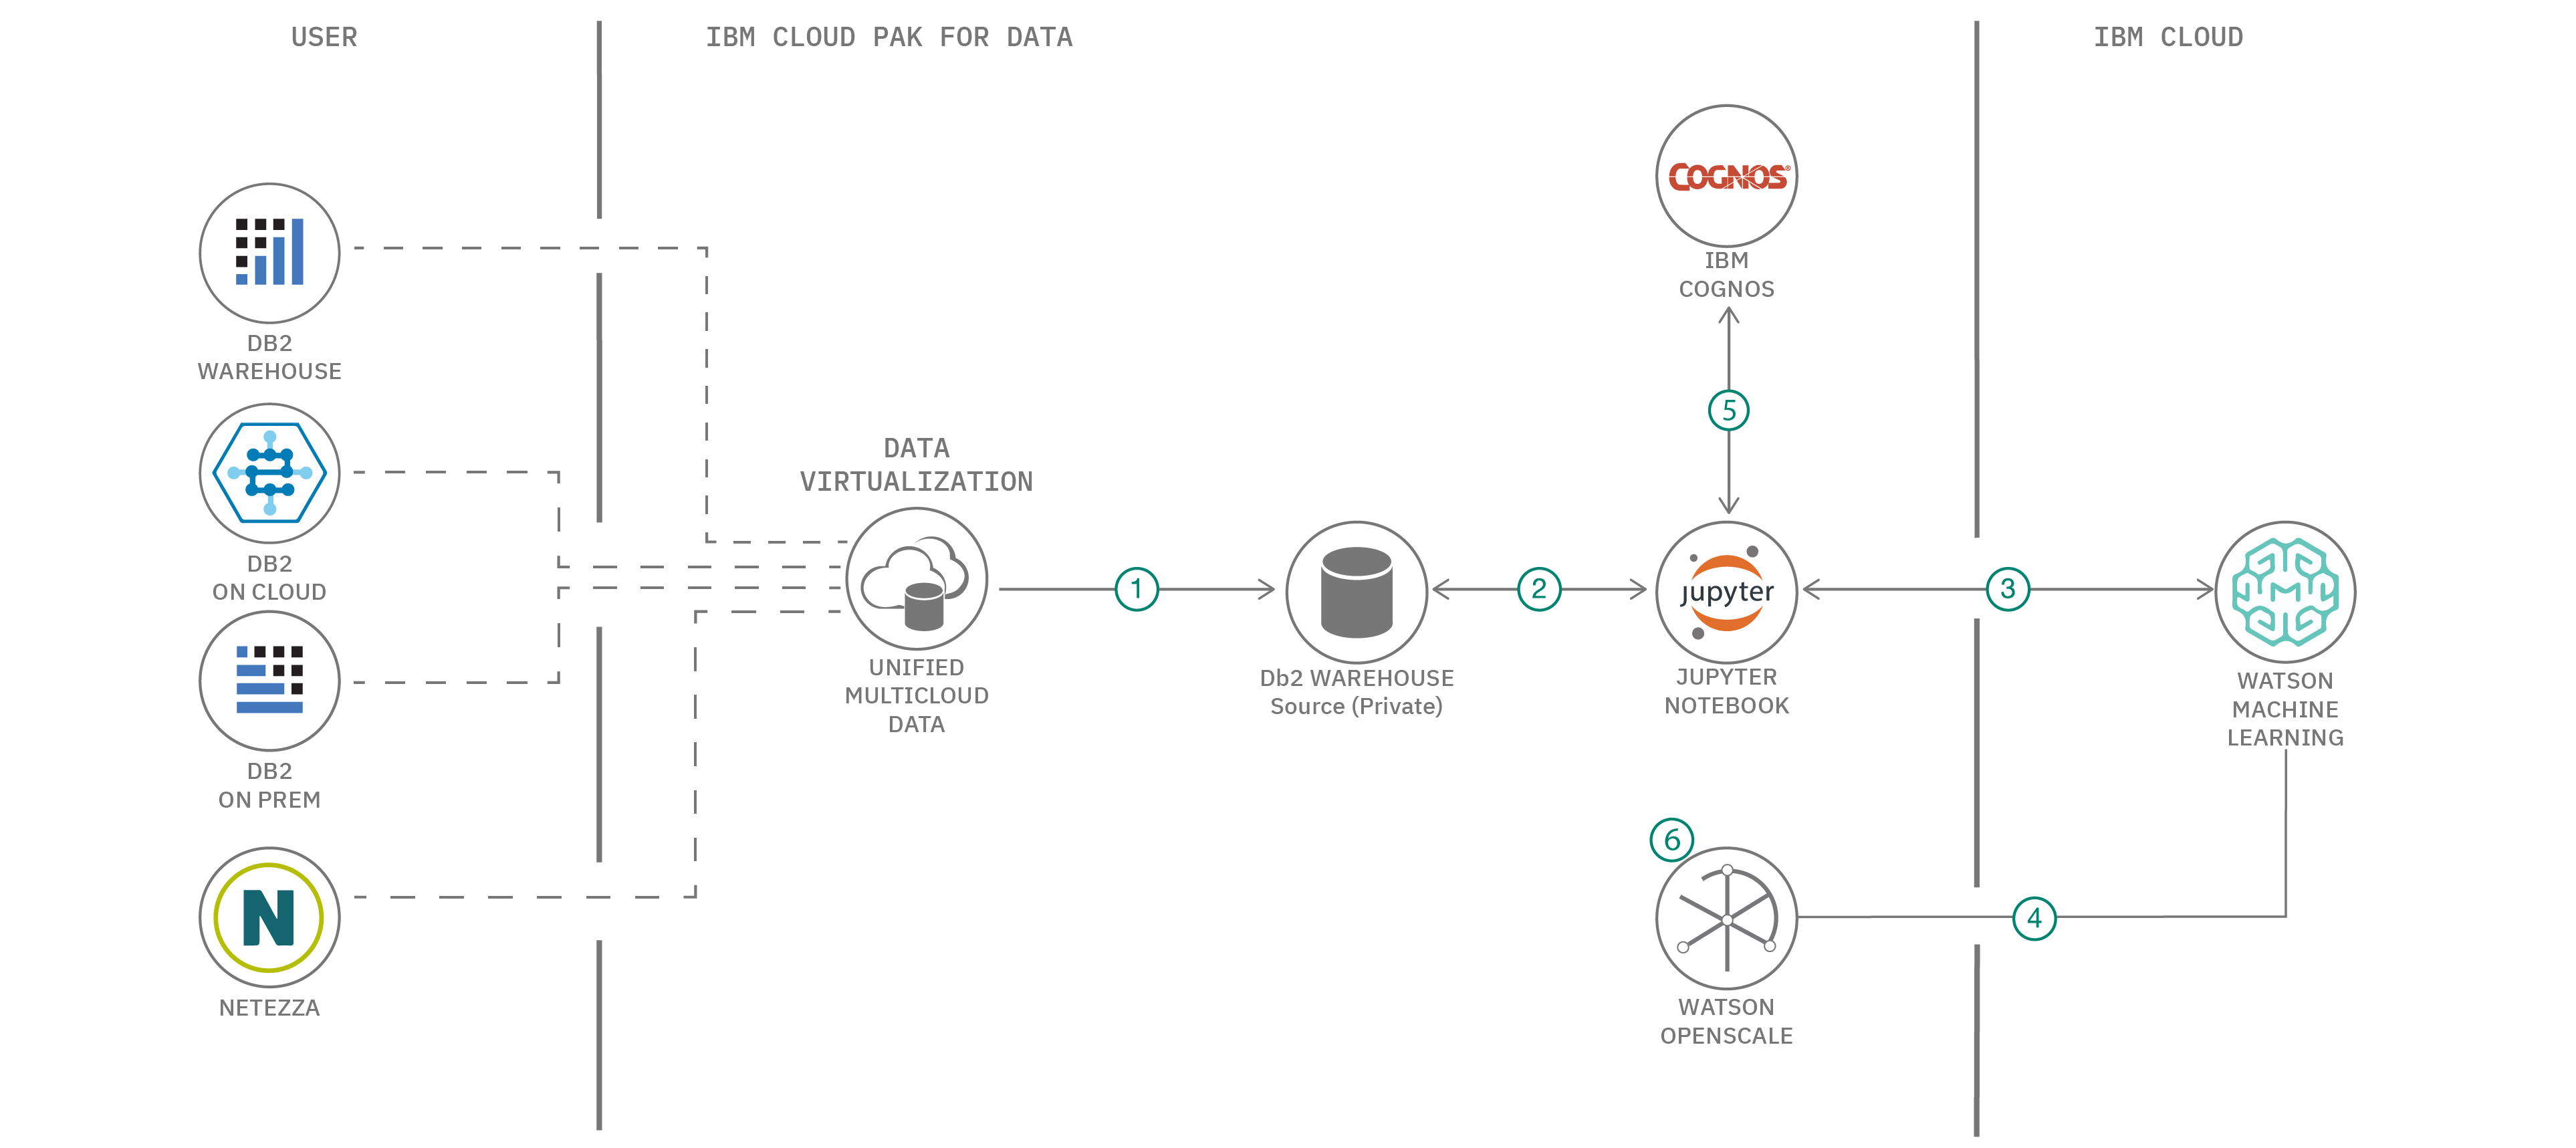 USER
IBM CLOUD PAK FOR DATA
IBM CLOUD
DB2
WAREHOUSE
DB2
ON CLOUD
DB2
ON PREM
N
NETEZZA
DATA
VIRTUALIZATION
UNIFIED
MULTICLOUD
DATA
1
Db2 WAREHOUSE
Source (Private)
2
COGNOS®
IBM
COGNOS
5
jupyter
JUPYTER
NOTEBOOK
3
WATSON
MACHINE
LEARNING
4
6
WATSON
OPENSCALE